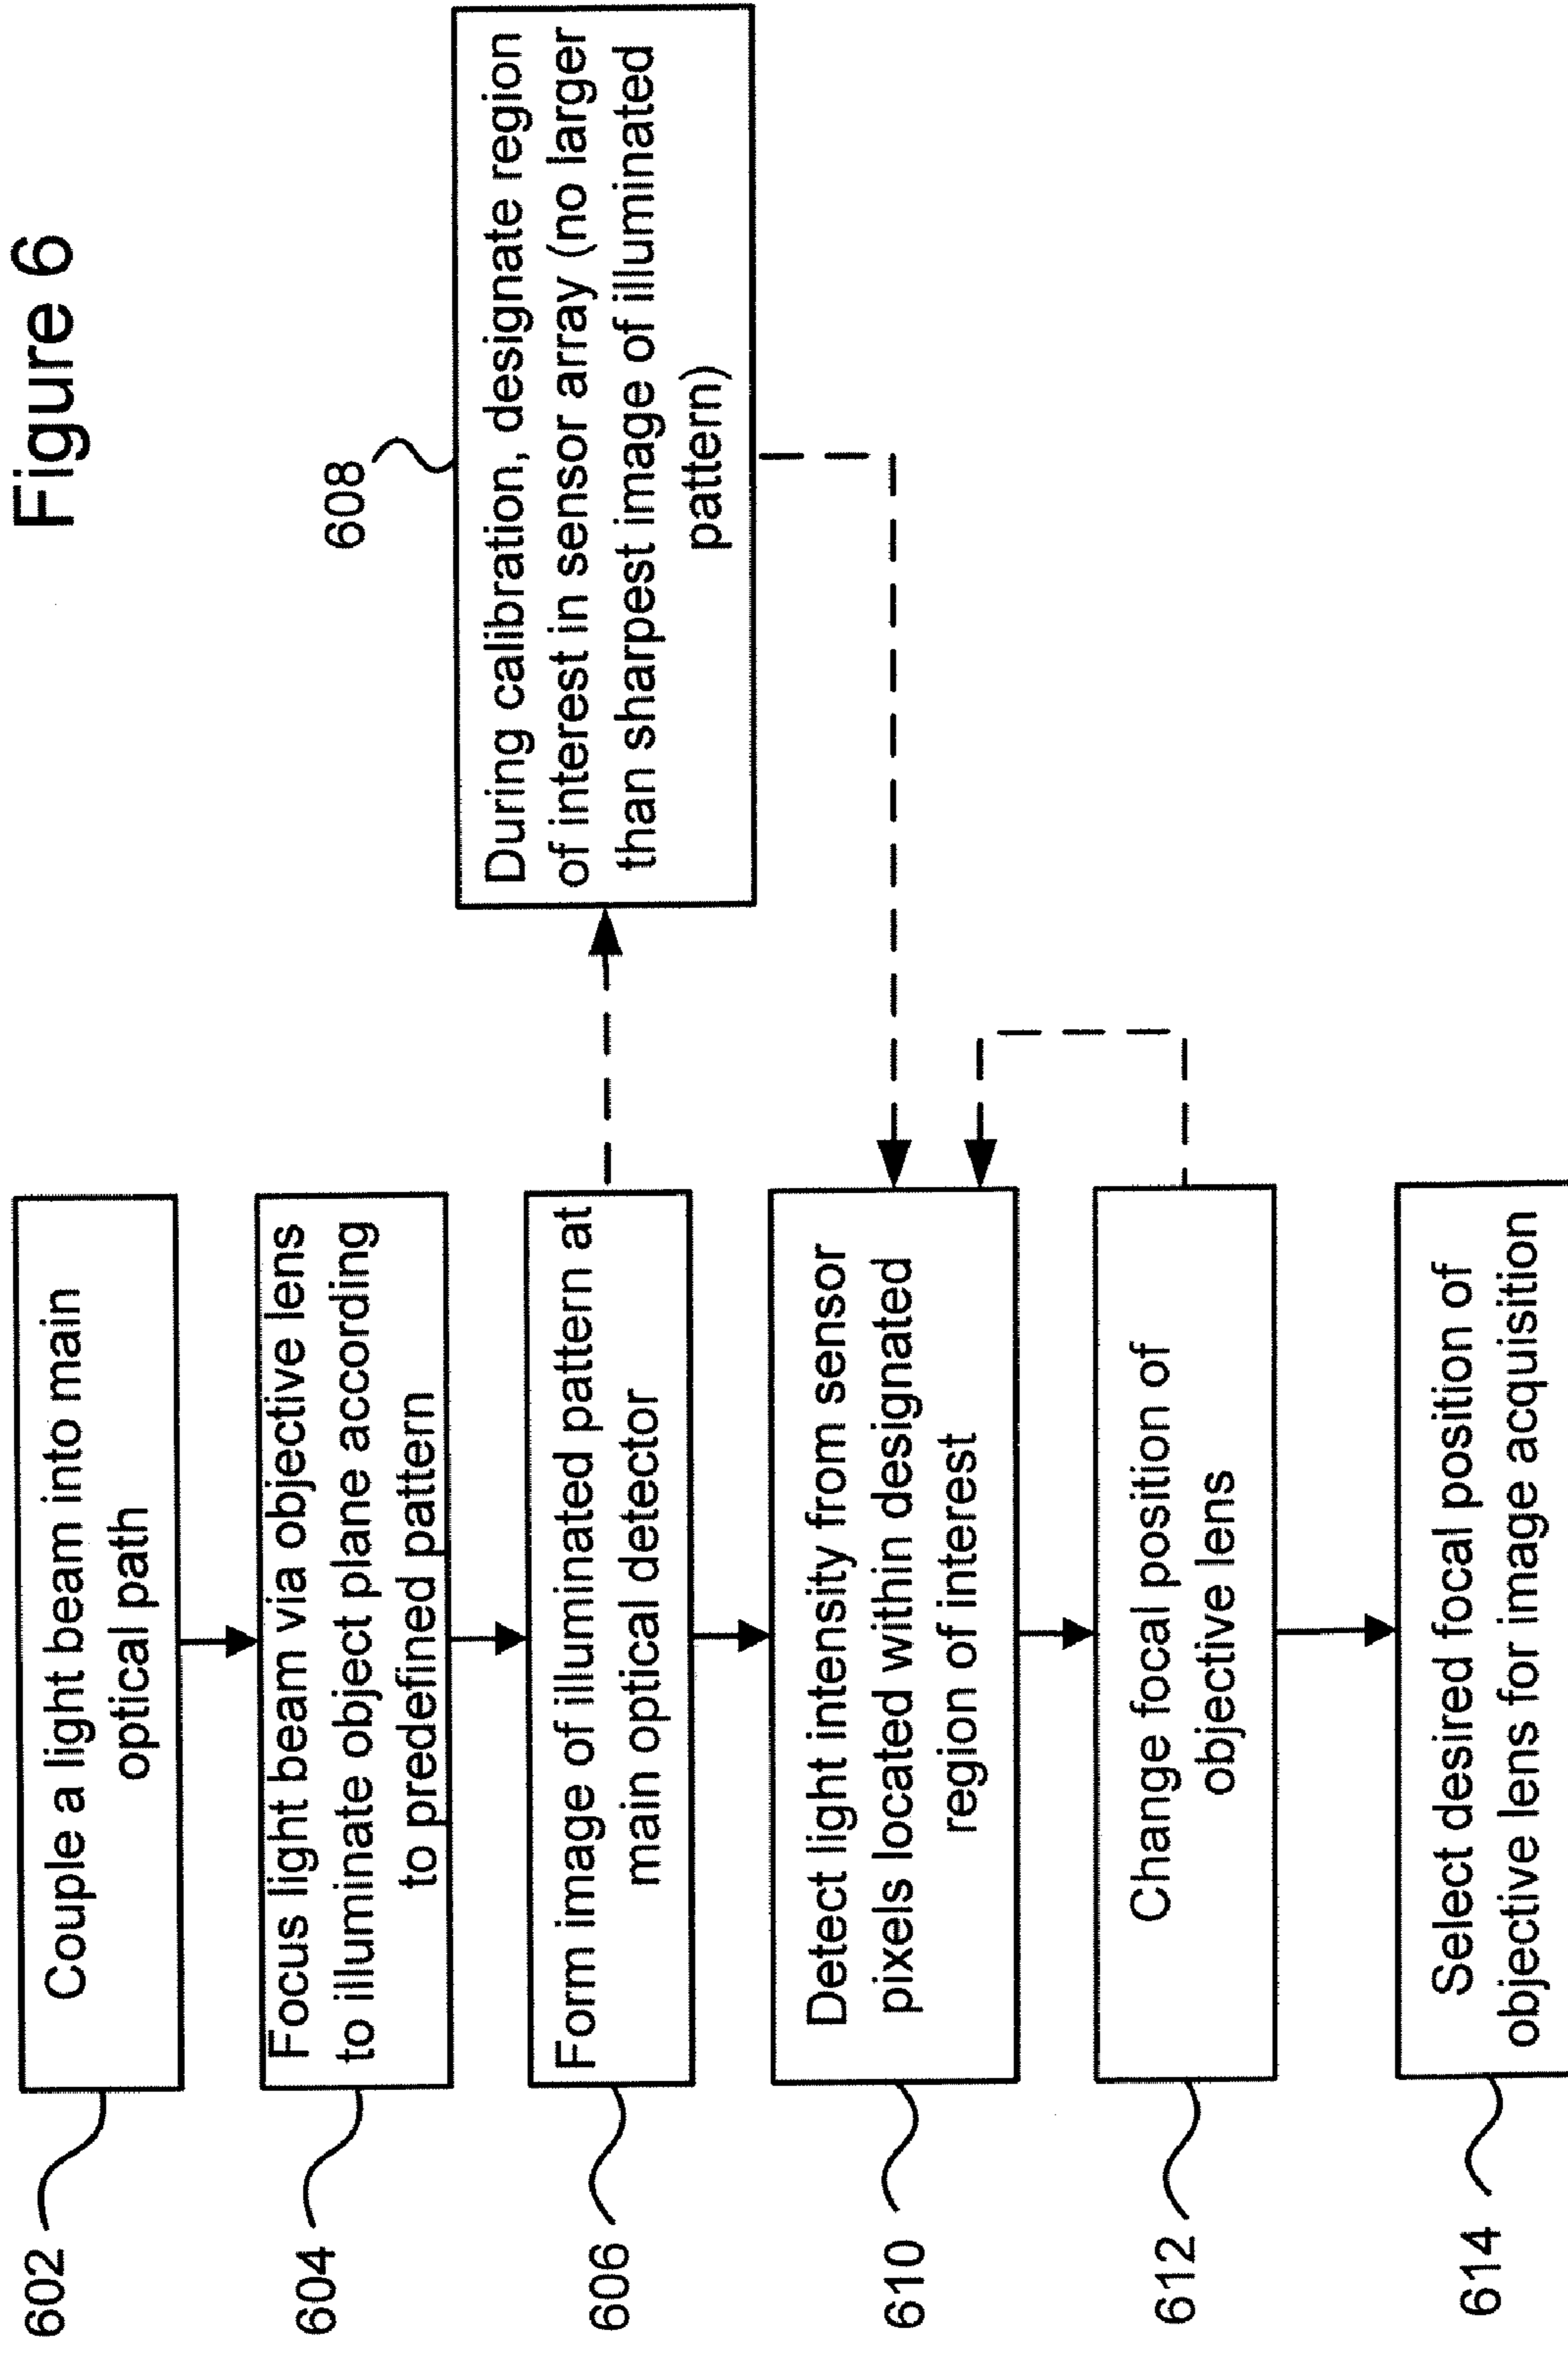 Figure 6
602
Couple a light beam into main
optical path
604
Focus light beam via objective lens
to illuminate object plane according
to predefined pattern
606
Form image of illuminated pattern at
main optical detector
608
During calibration, designate region
of interest in sensor array (no larger
than sharpest image of illuminated
pattern)
610
Detect light intensity from sensor
pixels located within designated
region of interest
612
Change focal position of
objective lens
614
Select desired focal position of
objective lens for image acquisition